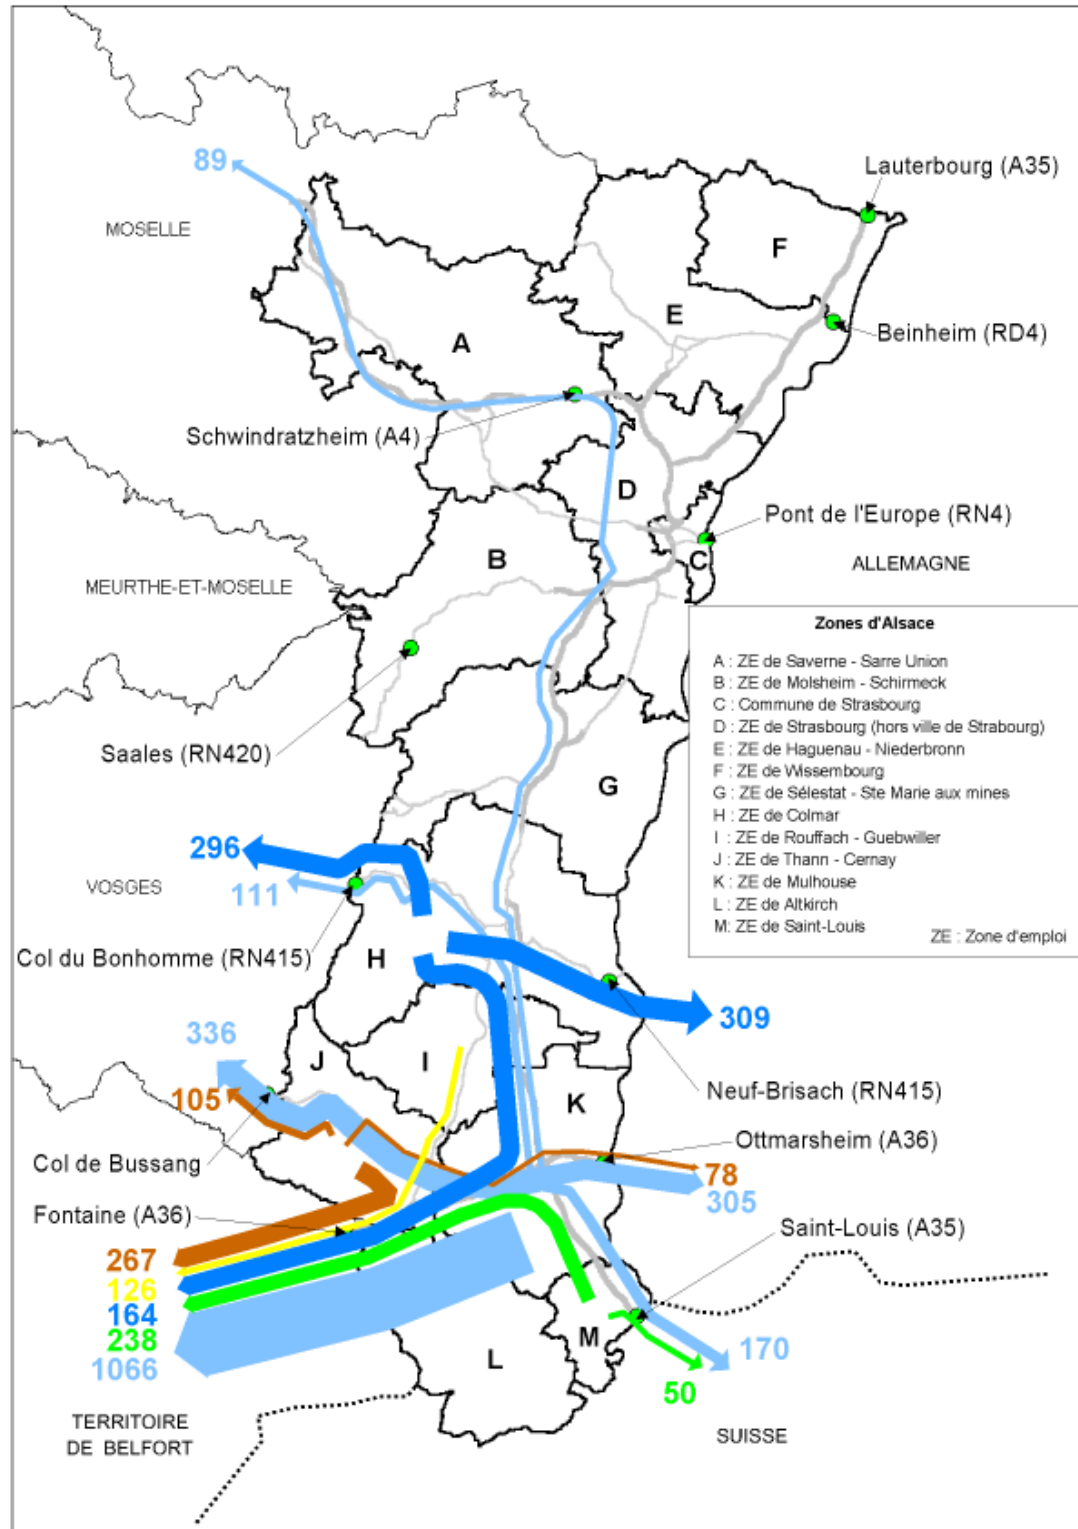 89
Lauterbourg (A35)
MOSELLE
F
E
Beinheim (RD4)
A
Schwindratzheim (A4)
D
Pont de l'Europe (RN4)
B
C
ALLEMAGNE
MEURTHE-ET-MOSELLE
Zones d'Alsace
A : ZE de Saverne - Sarre Union
B : ZE de Molsheim - Schirmeck
C : Commune de Strasbourg
D : ZE de Strasbourg (hors ville de Strabourg)
E : ZE de Haguenau - Niederbronn
F : ZE de Wissembourg
G : ZE de Sélestat - Ste Marie aux mines
H : ZE de Colmar
I : ZE de Rouffach - Guebwiller
J : ZE de Thann - Cernay
K : ZE de Mulhouse
L : ZE de Altkirch
M: ZE de Saint-Louis
ZE : Zone d'emploi
Saales (RN420)
G
296
VOSGES
111
Col du Bonhomme (RN415)
H
309
336
J
I
105
Neuf-Brisach (RN415)
K
Ottmarsheim (A36)
Col de Bussang
78
305
Fontaine (A36)
Saint-Louis (A35)
267
126
164
238
1066
M
170
L
50
TERRITOIRE
DE BELFORT
SUISSE